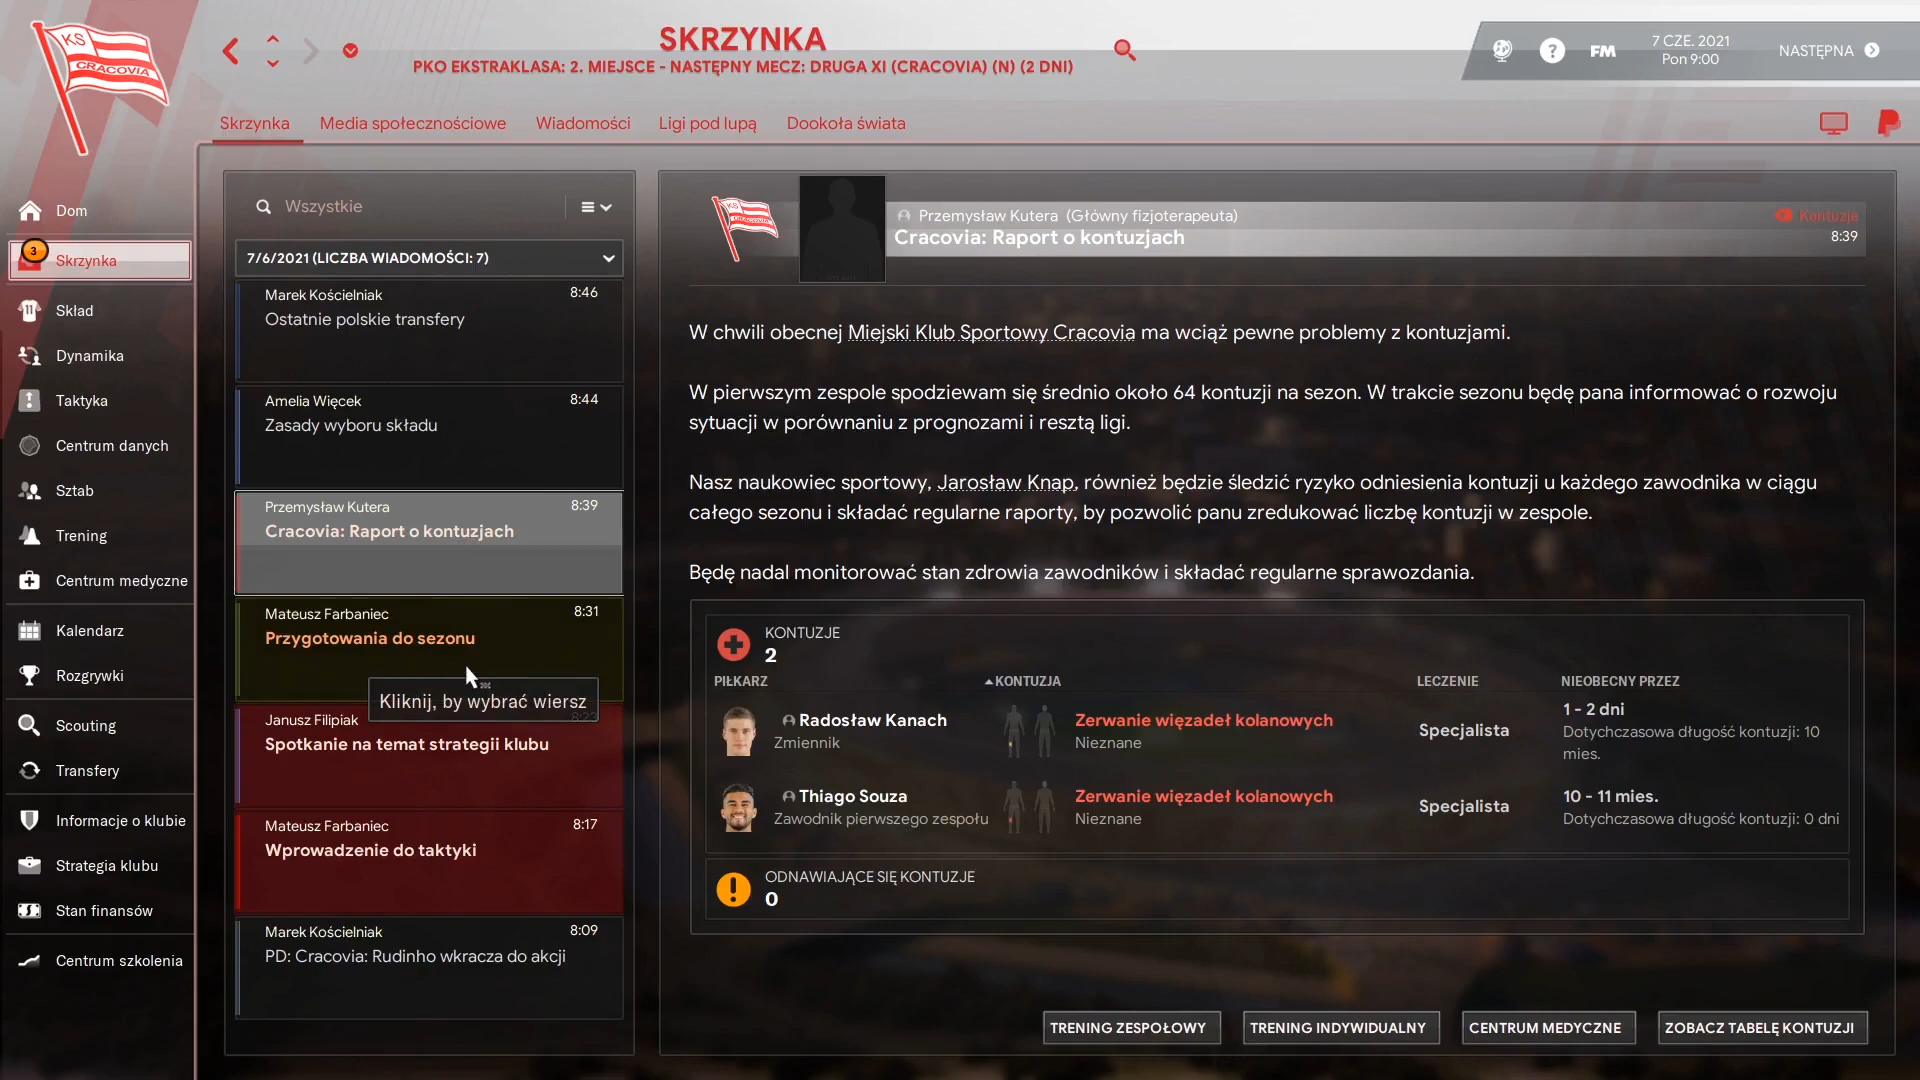 KS
CRACOVIA
SKRZYNKA
PKO EKSTRAKLASA: 2. MIEJSCE - NASTĘPNY MECZ: DRUGA XI (CRACOVIA) (N) (2 DNI)
FM
7 CZE. 2021
Pon 9:00
NASTĘPNA
Skrzynka
Media społecznościowe
Wiadomości
Ligi pod lupą
Dookoła świata
Dom
3
Skrzynka
Skład
Dynamika
Taktyka
Centrum danych
Sztab
Trening
Centrum medyczne
Kalendarz
Rozgrywki
Scouting
Transfery
Informacje o klubie
Strategia klubu
Stan finansów
Centrum szkolenia
Wszystkie
7/6/2021 (LICZBA WIADOMOŚCI: 7)
Marek Kościelniak 8:46
Ostatnie polskie transfery
Amelia Więcek 8:44
Zasady wyboru składu
Przemysław Kutera 8:39
Cracovia: Raport o kontuzjach
Mateusz Farbaniec 8:31
Przygotowania do sezonu
Kliknij, by wybrać wiersz
Janusz Filipiak
Spotkanie na temat strategii klubu
Mateusz Farbaniec 8:17
Wprowadzenie do taktyki
Marek Kościelniak 8:09
PD: Cracovia: Rudinho wkracza do akcji
KS
CRACOVIA
Przemysław Kutera (Główny fizjoterapeuta)
Kontuzje
Cracovia: Raport o kontuzjach
8:39
W chwili obecnej Miejski Klub Sportowy Cracovia ma wciąż pewne problemy z kontuzjami.
W pierwszym zespole spodziewam się średnio około 64 kontuzji na sezon. W trakcie sezonu będę pana informować o rozwoju
sytuacji w porównaniu z prognozami i resztą ligi.
Nasz naukowiec sportowy, Jarosław Knap, również będzie śledzić ryzyko odniesienia kontuzji u każdego zawodnika w ciągu
całego sezonu i składać regularne raporty, by pozwolić panu zredukować liczbę kontuzji w zespole.
Będę nadal monitorować stan zdrowia zawodników i składać regularne sprawozdania.
KONTUZJE
2
PIŁKARZ KONTUZJA LECZENIE NIEOBECNY PRZEZ
Radosław Kanach
Zmiennik
Zerwanie więzadeł kolanowych
Nieznane
Specjalista
1 - 2 dni
Dotychczasowa długość kontuzji: 10
mies.
Thiago Souza
Zawodnik pierwszego zespołu
Zerwanie więzadeł kolanowych
Nieznane
Specjalista
10 - 11 mies.
Dotychczasowa długość kontuzji: 0 dni
ODNAWIAJĄCE SIĘ KONTUZJE
0
TRENING ZESPOŁOWY
TRENING INDYWIDUALNY
CENTRUM MEDYCZNE
ZOBACZ TABELĘ KONTUZJI